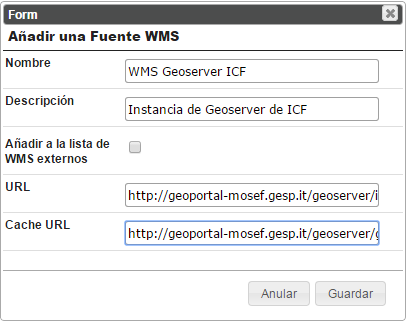 Form
Añadir una Fuente WMS
Nombre
WMS Geoserver ICF
Descripción
Instancia de Geoserver de ICF
Añadir a la lista de
WMS externos
URL
http://geoportal-mosef.gesp.it/geoserver/i
Cache URL
http://geoportal-mosef.gesp.it/geoserver/g
Anular
Guardar